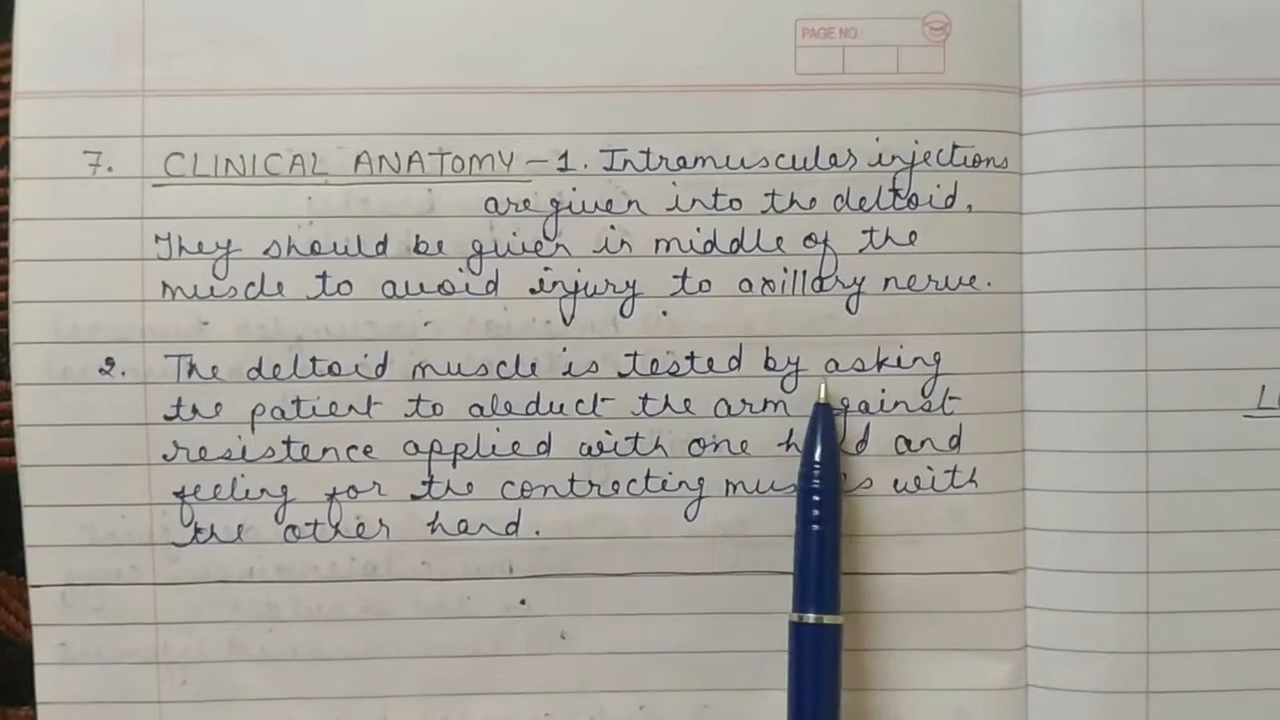 PAGE NO.
7. CLINICAL ANATOMY - 1. Intramuscular injections
are given into the deltoid.
They should be given in middle of the
muscle to avoid injury to axillary nerve.
2. The deltoid muscle is tested by asking
the patient to abduct the arm against
resistence applied with one and
feeling for the contracting with
the other hand.